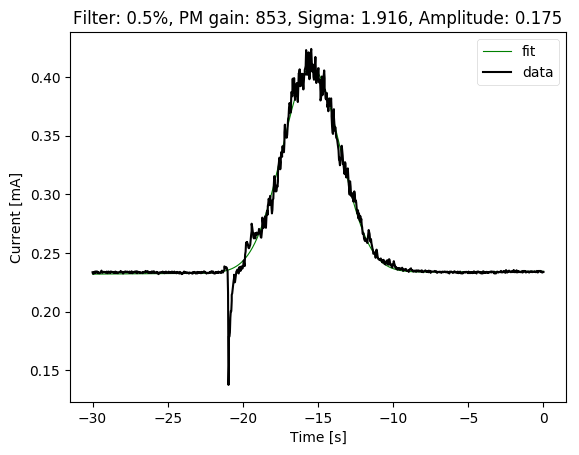 Filter: 0.5%, PM gain: 853, Sigma: 1.916, Amplitude: 0.175
fit
data
0.40
0.35
0.30
0.25
0.20
0.15
Current [mA]
−30
−25
−20
−15
−10
−5
0
Time [s]